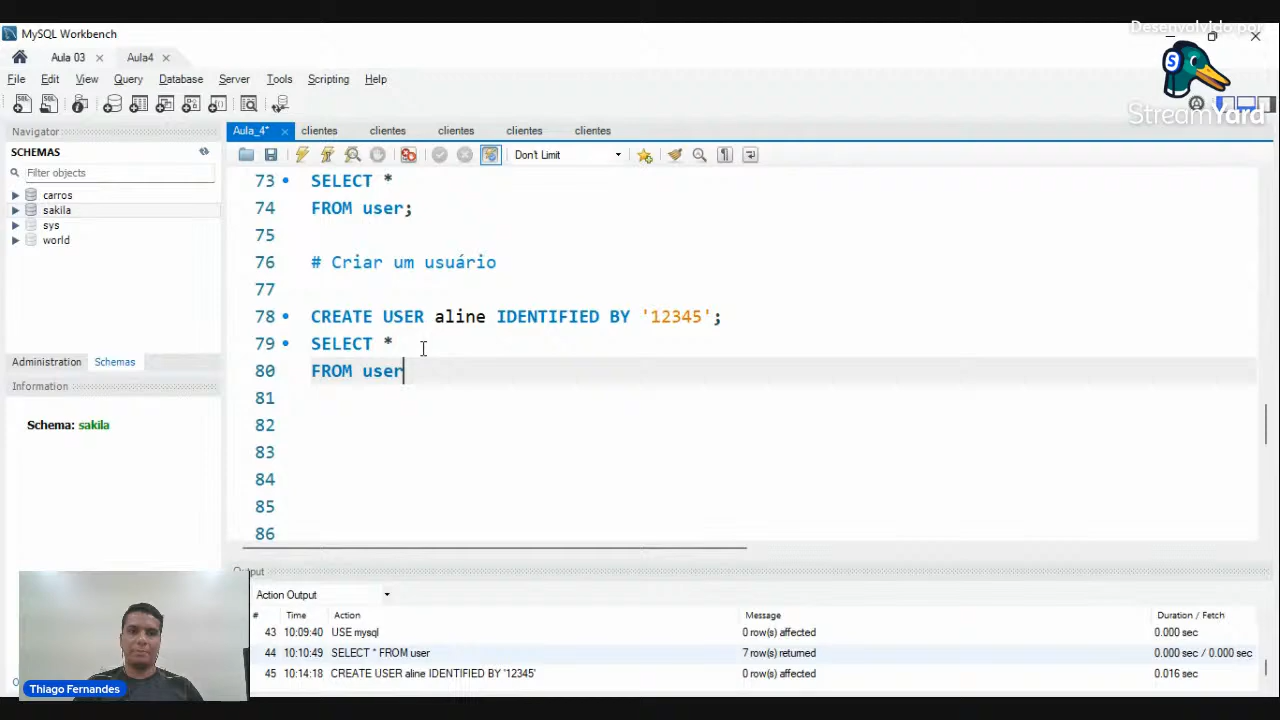 Desenvolvido por
StreamYard
MySQL Workbench
Aula 03
Aula4
File Edit View Query Database Server Tools Scripting Help
Navigator
SCHEMAS
Filter objects
carros
sakila
sys
world
Administration Schemas
Information
Schema: sakila
Aula_4* clientes clientes clientes clientes clientes
Don't Limit
73 SELECT *
74 FROM user;
75
76 # Criar um usuário
77
78 CREATE USER aline IDENTIFIED BY '12345';
79 SELECT *
80 FROM user
81
82
83
84
85
86
Action Output
# Time Action Message Duration / Fetch
43 10:09:40 USE mysql 0 row(s) affected 0.000 sec
44 10:10:49 SELECT * FROM user 7 row(s) returned 0.000 sec / 0.000 sec
45 10:14:18 CREATE USER aline IDENTIFIED BY '12345' 0 row(s) affected 0.016 sec
Thiago Fernandes